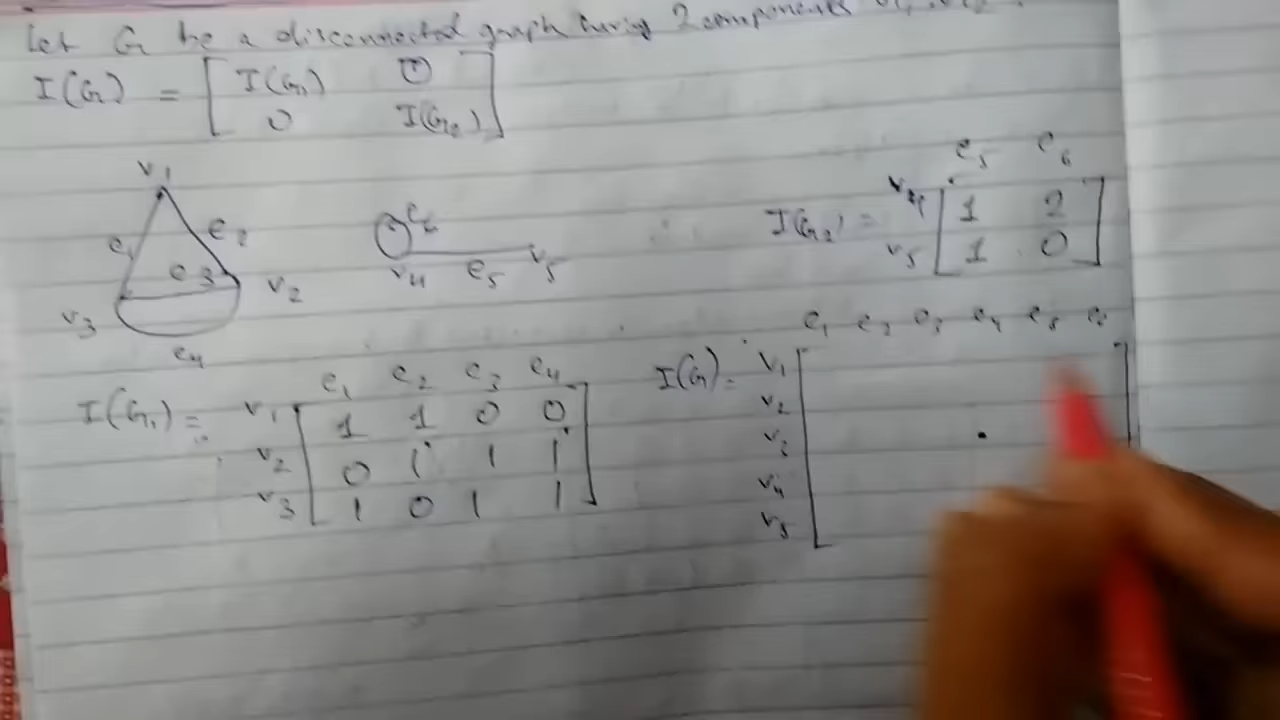 Let G be a disconnected graph having 2 components
I(G) = [ I(G₁) 0
0 I(G₂) ]
v₁
e₁ e₂
e₃ v₂
v₃
e₄
e₆
v₄ e₅ v₅
e₅ e₆
I(G₂) = v₄ [ 1 2
v₅ 1 0 ]
e₁ e₂ e₃ e₄
I(G₁) = v₁ [ 1 1 0 0
v₂ 0 1 1 1
v₃ 1 0 1 1 ]
e₁ e₂ e₃ e₄ e₅ e₆
I(G) = v₁ [
v₂
v₃
v₄
v₅ ]